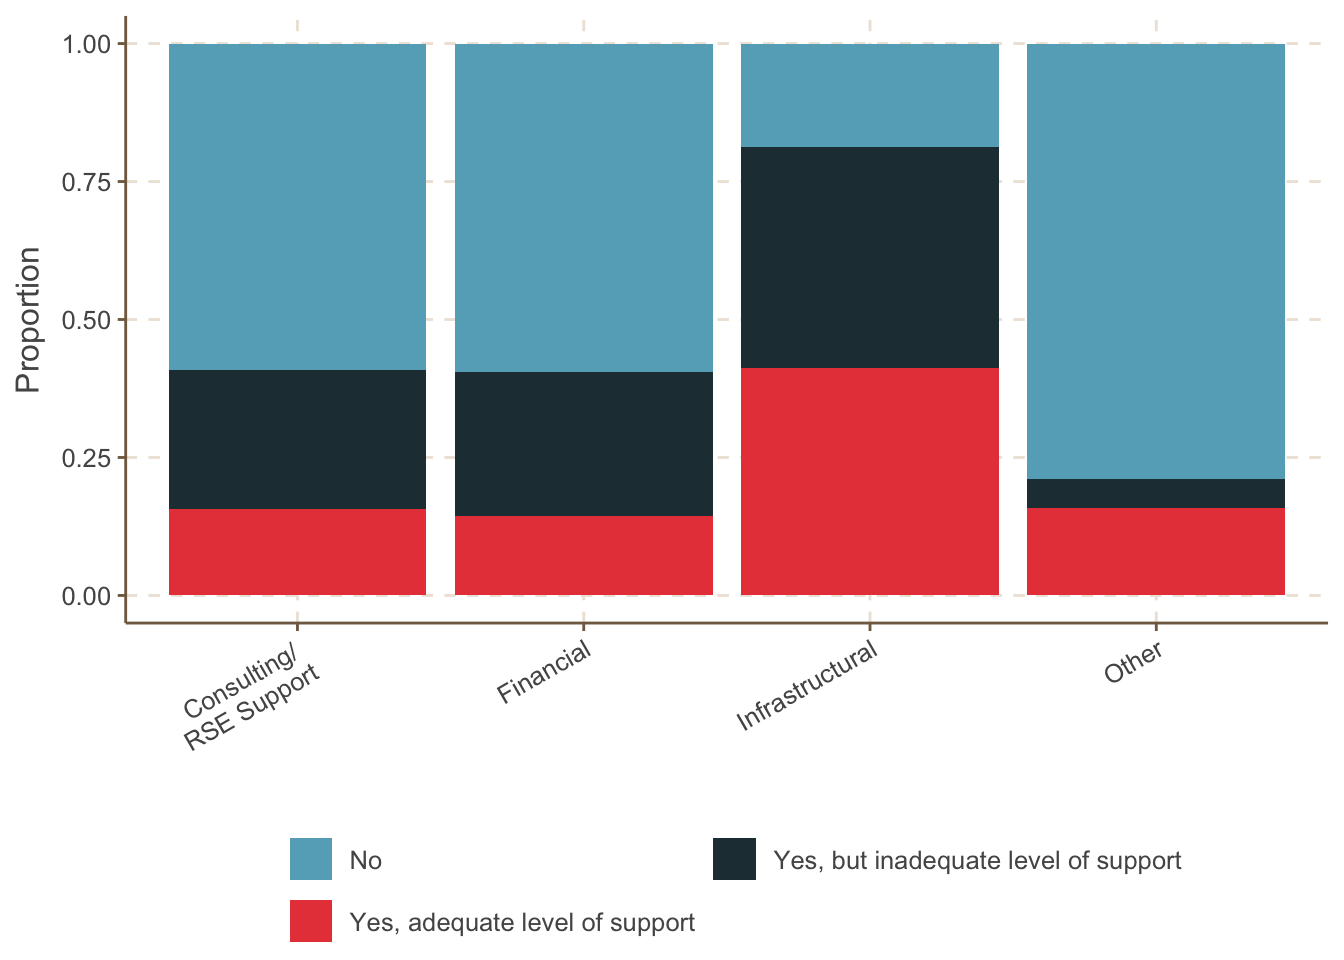 1.00
0.75
0.50
0.25
0.00
Proportion
Consulting/
RSE Support
Financial
Infrastructural
Other
No
Yes, but inadequate level of support
Yes, adequate level of support